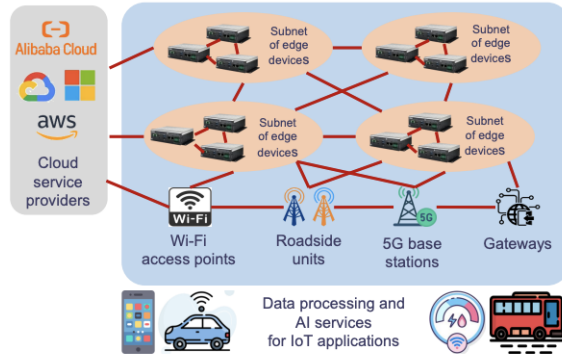 Alibaba Cloud
aws
Cloud
service
providers
Subnet
of edge
devices
Subnet
of edge
devices
Subnet
of edge
devices
Subnet
of edge
devices
Wi-Fi
Wi-Fi
access points
Roadside
units
5G
5G base
stations
Gateways
Data processing and
AI services
for IoT applications